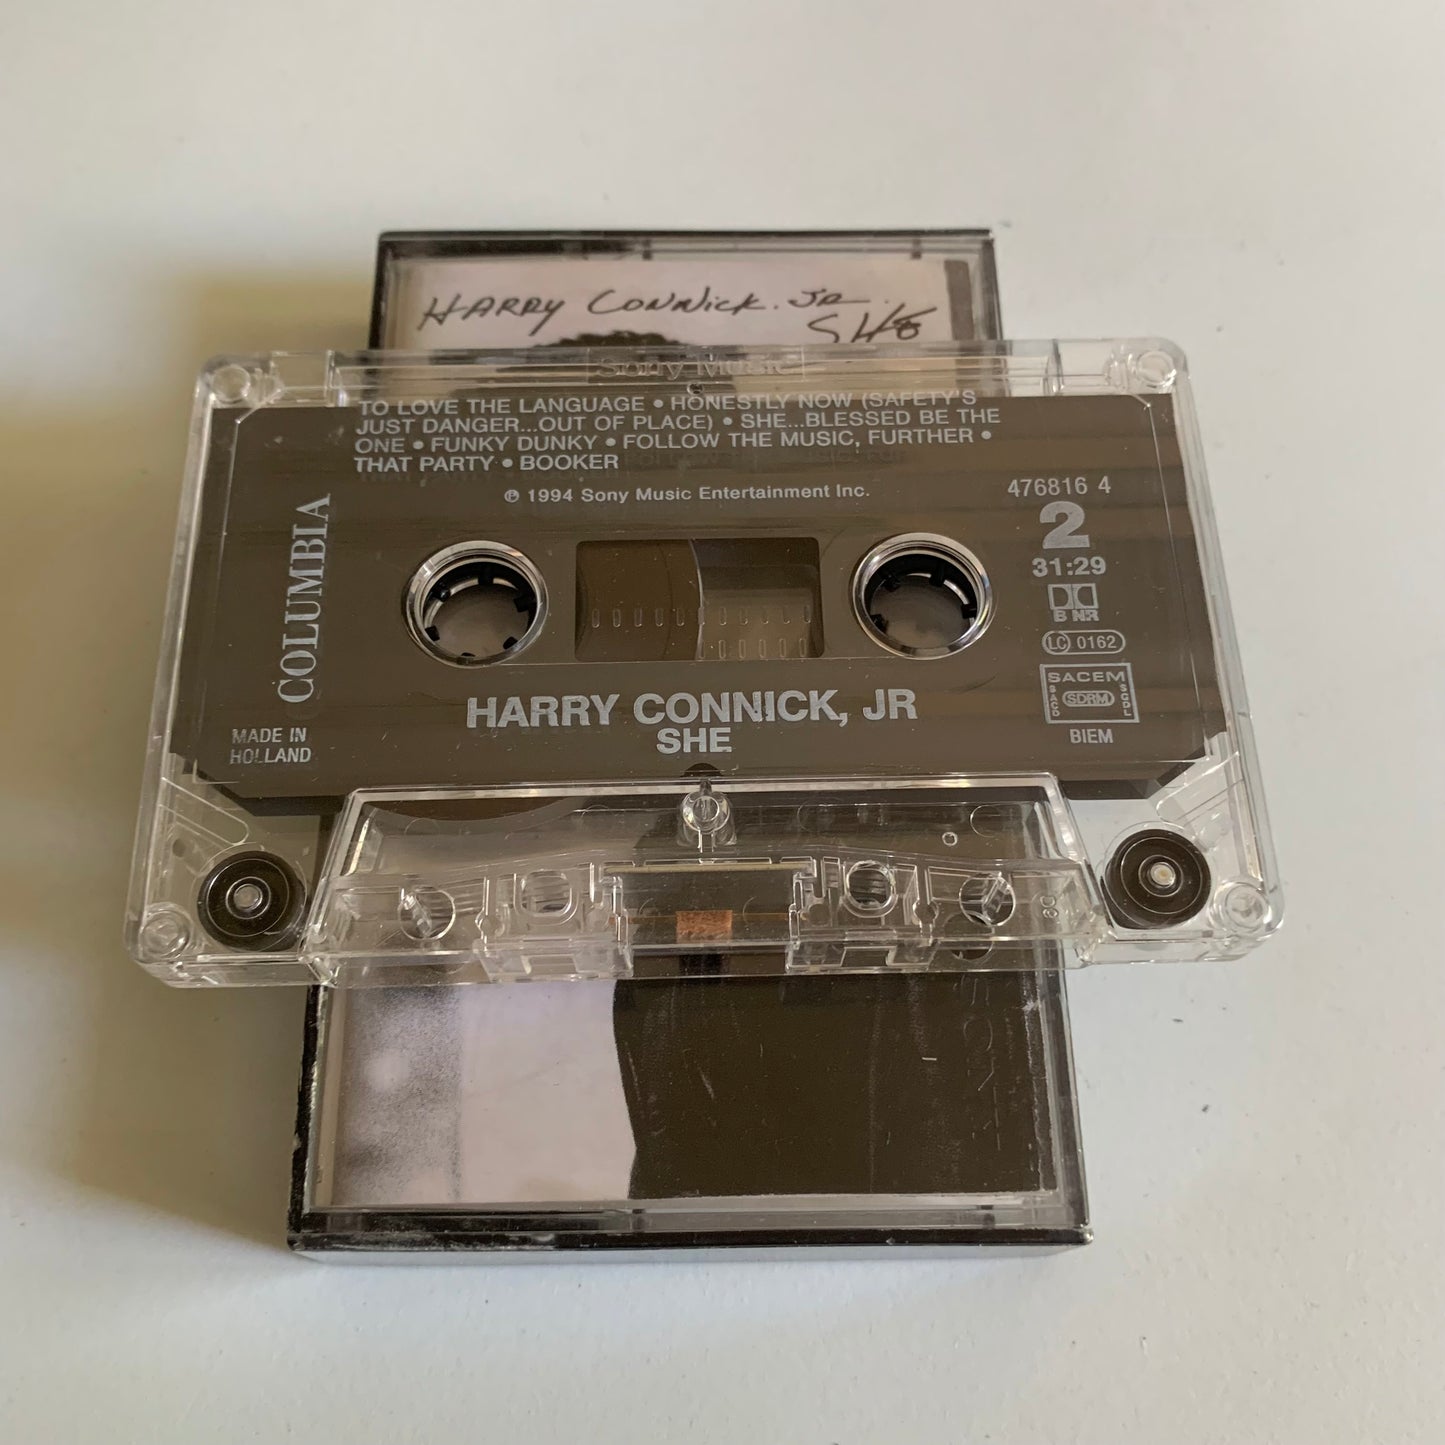 HARRY CONNICK. JR.
SHE
Sony Music
TO LOVE THE LANGUAGE • HONESTLY NOW (SAFETY'S
JUST DANGER...OUT OF PLACE) • SHE...BLESSED BE THE
ONE • FUNKY DUNKY • FOLLOW THE MUSIC, FURTHER •
THAT PARTY • BOOKER
℗ 1994 Sony Music Entertainment Inc.
476816 4
2
31:29
B NR
LC 0162
SACEM
SACD
SDRM
SGDL
BIEM
COLUMBIA
MADE IN
HOLLAND
HARRY CONNICK, JR
SHE